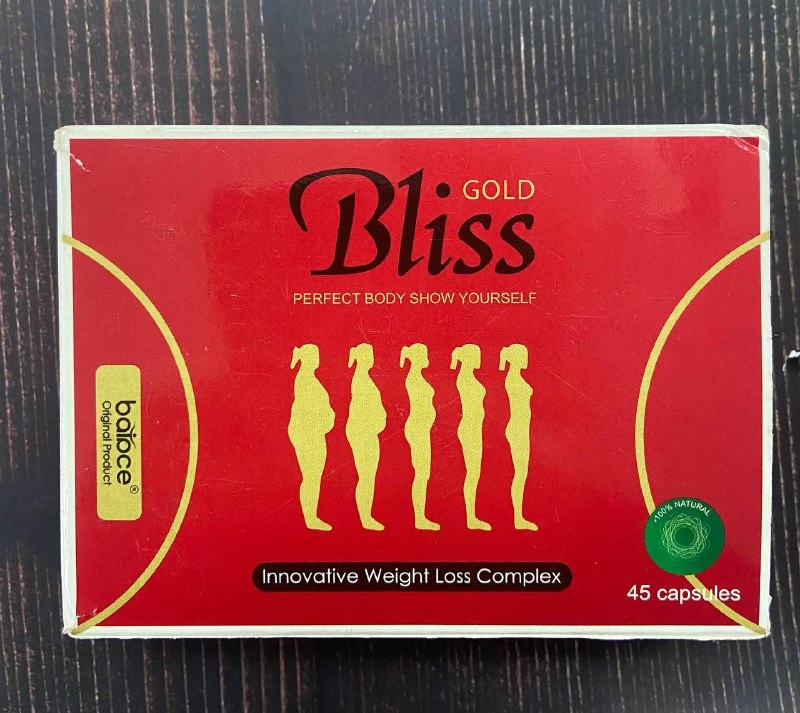 Bliss GOLD
PERFECT BODY SHOW YOURSELF
baioce®
Original Product
Innovative Weight Loss Complex
100% NATURAL
45 capsules